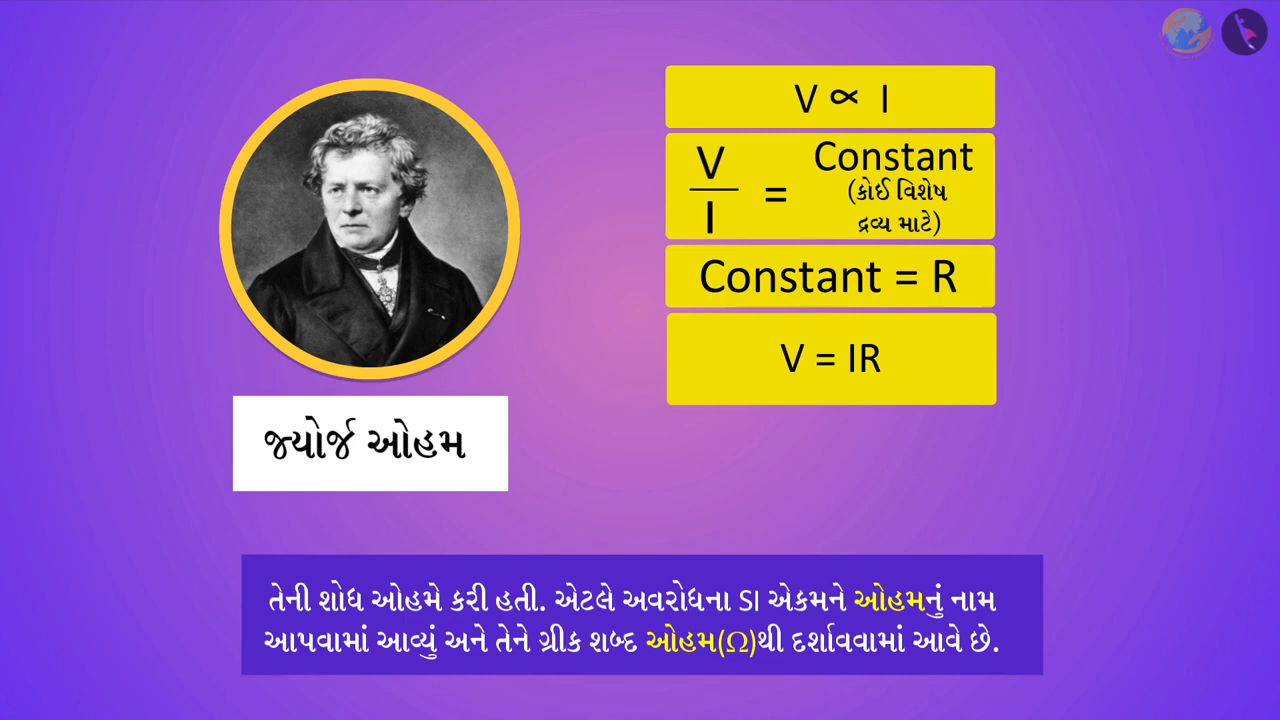 V ∝ I
V
I
=
Constant
(કોઈ વિશેષ
દ્રવ્ય માટે)
Constant = R
V = IR
જ્યોર્જ ઓહમ
તેની શોધ ઓહમે કરી હતી. એટલે અવરોધના SI એકમને ઓહમનું નામ
આપવામાં આવ્યું અને તેને ગ્રીક શબ્દ ઓહમ(Ω)થી દર્શાવવામાં આવે છે.